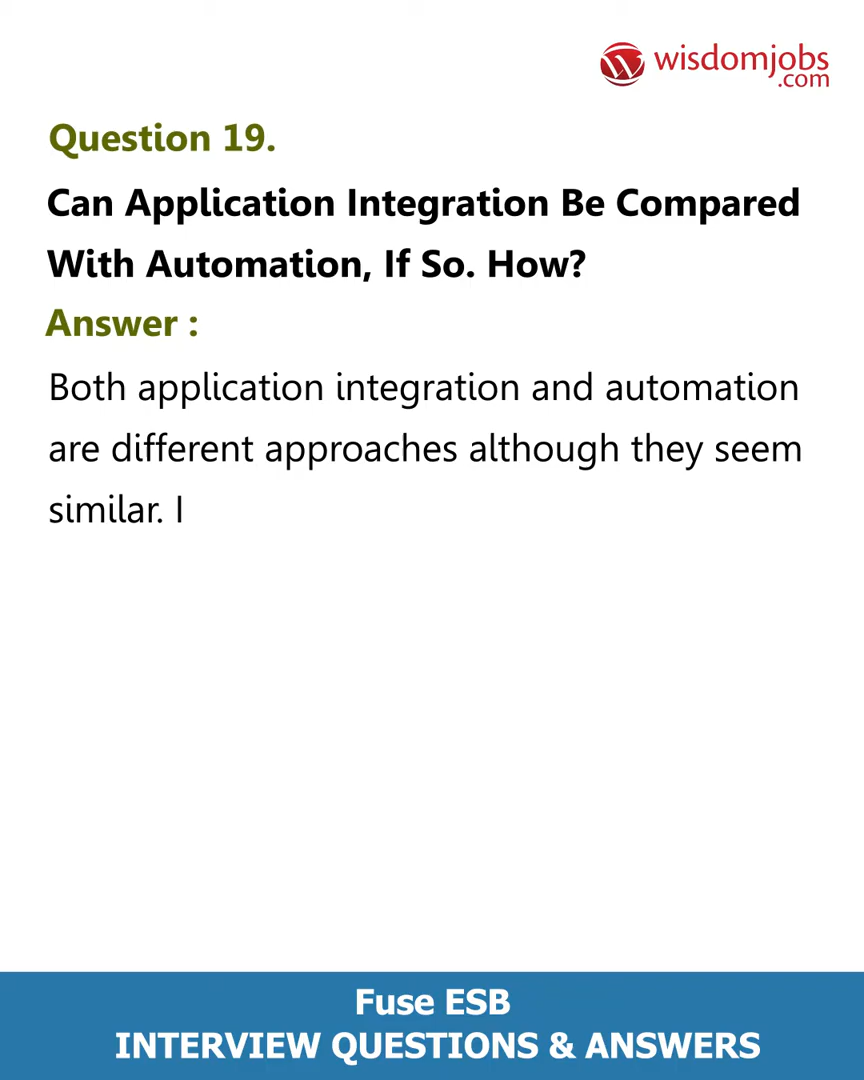 wisdomjobs
.com
Question 19.
Can Application Integration Be Compared
With Automation, If So. How?
Answer :
Both application integration and automation
are different approaches although they seem
similar. I
Fuse ESB
INTERVIEW QUESTIONS & ANSWERS